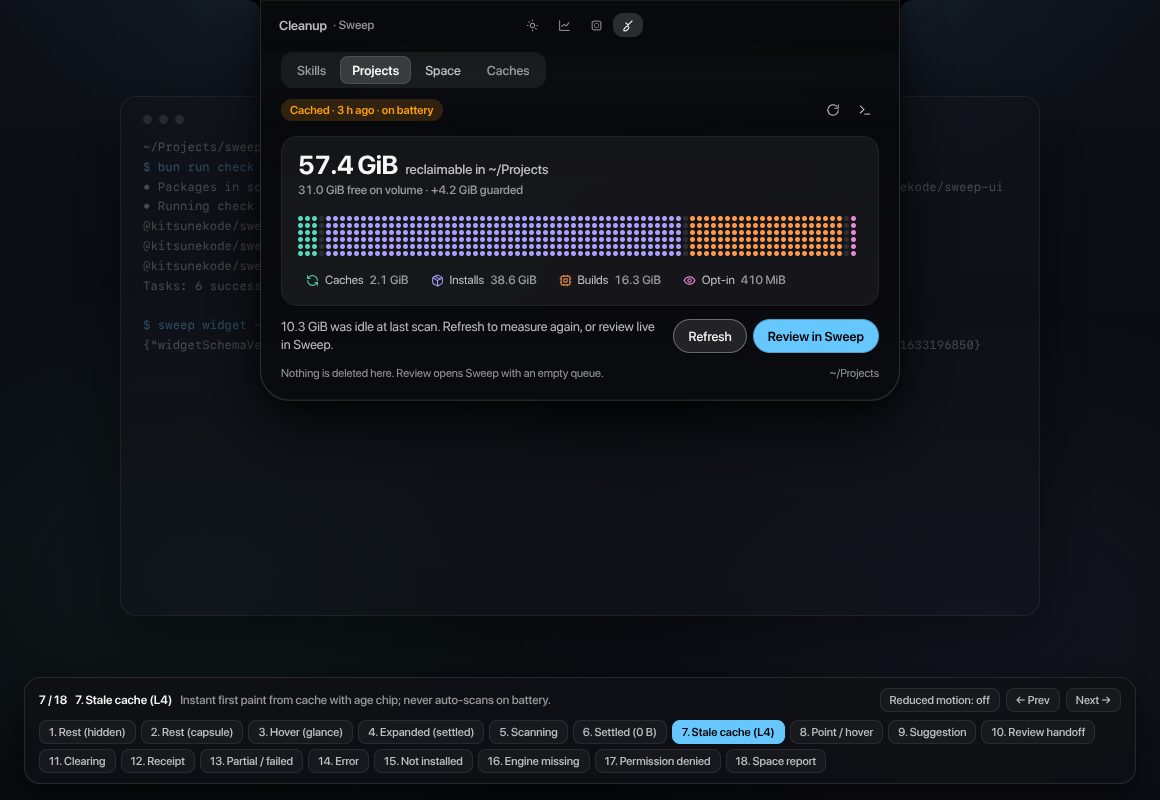 Cleanup · Sweep
Skills Projects Space Caches
Cached · 3 h ago · on battery
57.4 GiB reclaimable in ~/Projects
31.0 GiB free on volume · +4.2 GiB guarded
Caches 2.1 GiB Installs 38.6 GiB Builds 16.3 GiB Opt-in 410 MiB
10.3 GiB was idle at last scan. Refresh to measure again, or review live
in Sweep.
Refresh Review in Sweep
Nothing is deleted here. Review opens Sweep with an empty queue. ~/Projects
~/Projects/sweep
$ bun run check
• Packages in sc ekode/sweep-ui
• Running check
@kitsunekode/swe
@kitsunekode/swe
@kitsunekode/swe
Tasks: 6 success
$ sweep widget ~
{"widgetSchemaVe 1633196850}
7 / 18 7. Stale cache (L4) Instant first paint from cache with age chip; never auto-scans on battery. Reduced motion: off ← Prev Next →
1. Rest (hidden) 2. Rest (capsule) 3. Hover (glance) 4. Expanded (settled) 5. Scanning 6. Settled (0 B) 7. Stale cache (L4) 8. Point / hover 9. Suggestion 10. Review handoff
11. Clearing 12. Receipt 13. Partial / failed 14. Error 15. Not installed 16. Engine missing 17. Permission denied 18. Space report